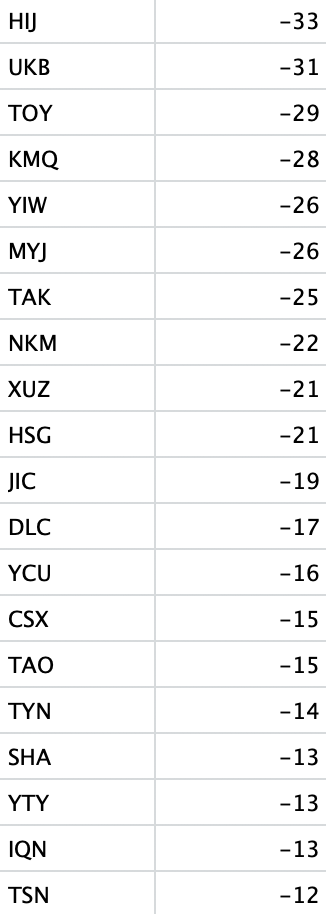 HIJ -33
UKB -31
TOY -29
KMQ -28
YIW -26
MYJ -26
TAK -25
NKM -22
XUZ -21
HSG -21
JIC -19
DLC -17
YCU -16
CSX -15
TAO -15
TYN -14
SHA -13
YTY -13
IQN -13
TSN -12